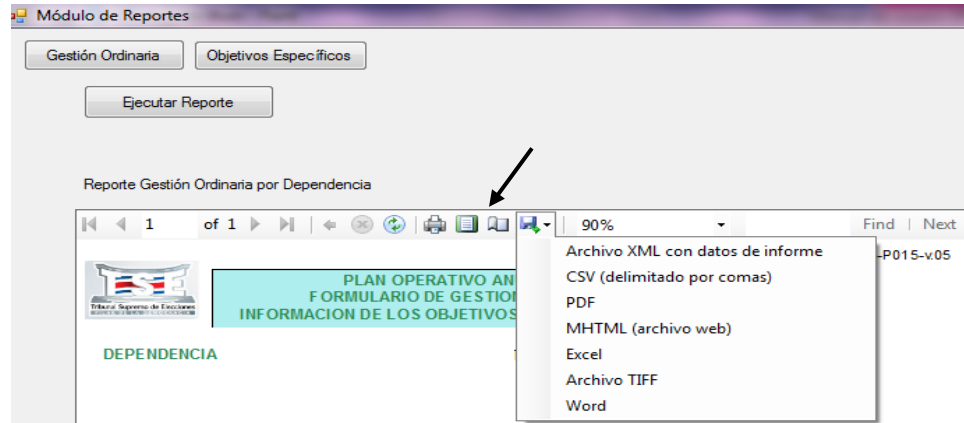 Módulo de Reportes
Gestión Ordinaria Objetivos Específicos
Ejecutar Reporte
Reporte Gestión Ordinaria por Dependencia
1 of 1 90% Find | Next
Archivo XML con datos de informe
CSV (delimitado por comas)
PDF
MHTML (archivo web)
Excel
Archivo TIFF
Word
-P015-v.05
TSE
Tribunal Supremo de Elecciones
PLAN OPERATIVO AN
FORMULARIO DE GESTION
INFORMACION DE LOS OBJETIVOS
DEPENDENCIA